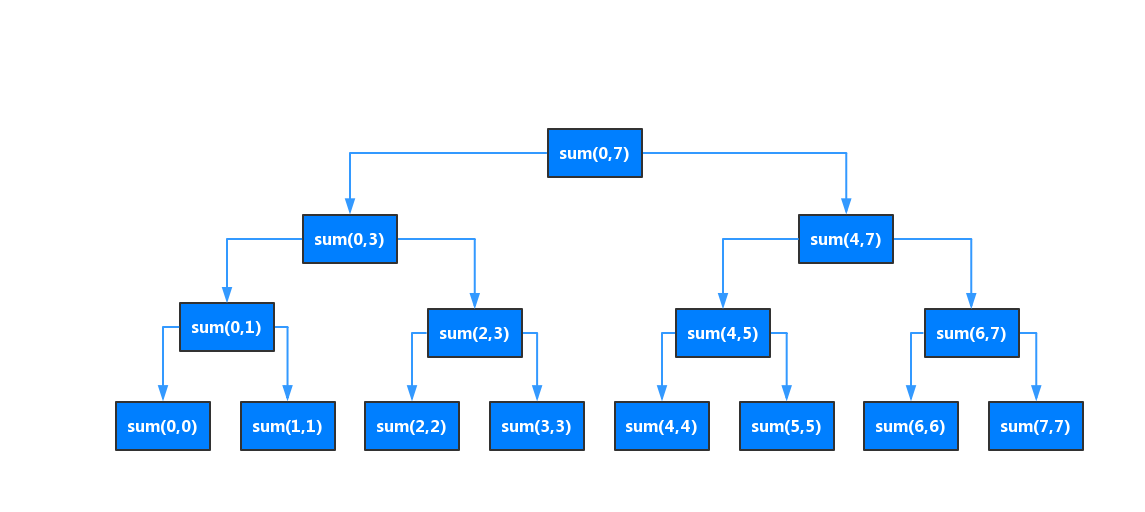 sum(0,7)
sum(0,3)
sum(4,7)
sum(0,1)
sum(2,3)
sum(4,5)
sum(6,7)
sum(0,0)
sum(1,1)
sum(2,2)
sum(3,3)
sum(4,4)
sum(5,5)
sum(6,6)
sum(7,7)